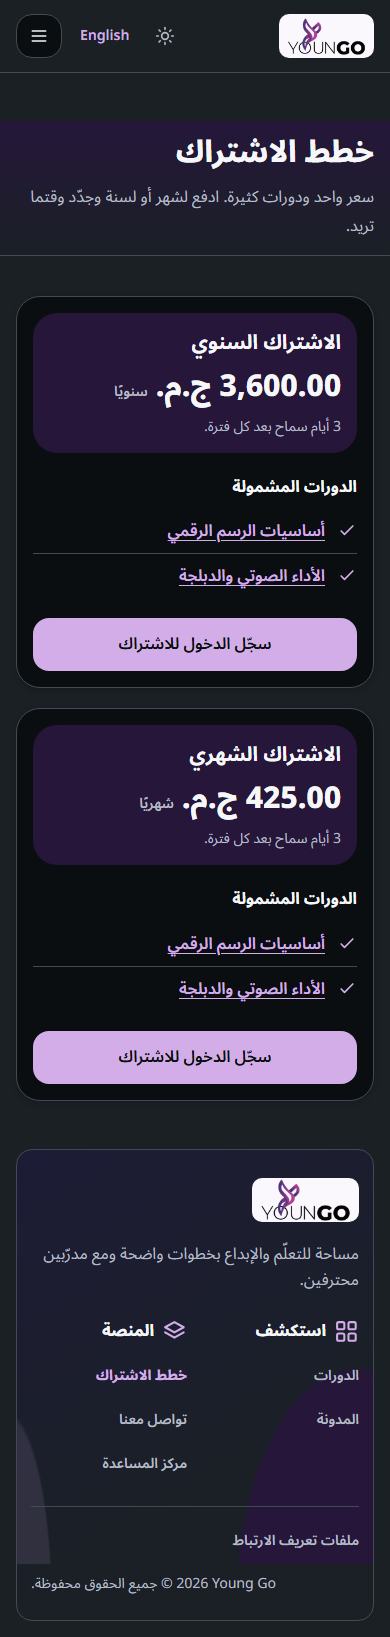 YOUNGO
English
خطط الاشتراك
سعر واحد ودورات كثيرة. ادفع لشهر أو لسنة وجدّد وقتما
تريد.
الاشتراك السنوي
3,600.00 ج.م. سنويًا
3 أيام سماح بعد كل فترة.
الدورات المشمولة
أساسيات الرسم الرقمي
الأداء الصوتي والدبلجة
سجّل الدخول للاشتراك
الاشتراك الشهري
425.00 ج.م. شهريًا
3 أيام سماح بعد كل فترة.
الدورات المشمولة
أساسيات الرسم الرقمي
الأداء الصوتي والدبلجة
سجّل الدخول للاشتراك
YOUNGO
مساحة للتعلّم والإبداع بخطوات واضحة ومع مدرّبين
محترفين.
استكشف
الدورات
المدونة
المنصة
خطط الاشتراك
تواصل معنا
مركز المساعدة
ملفات تعريف الارتباط
Young Go 2026 © جميع الحقوق محفوظة.